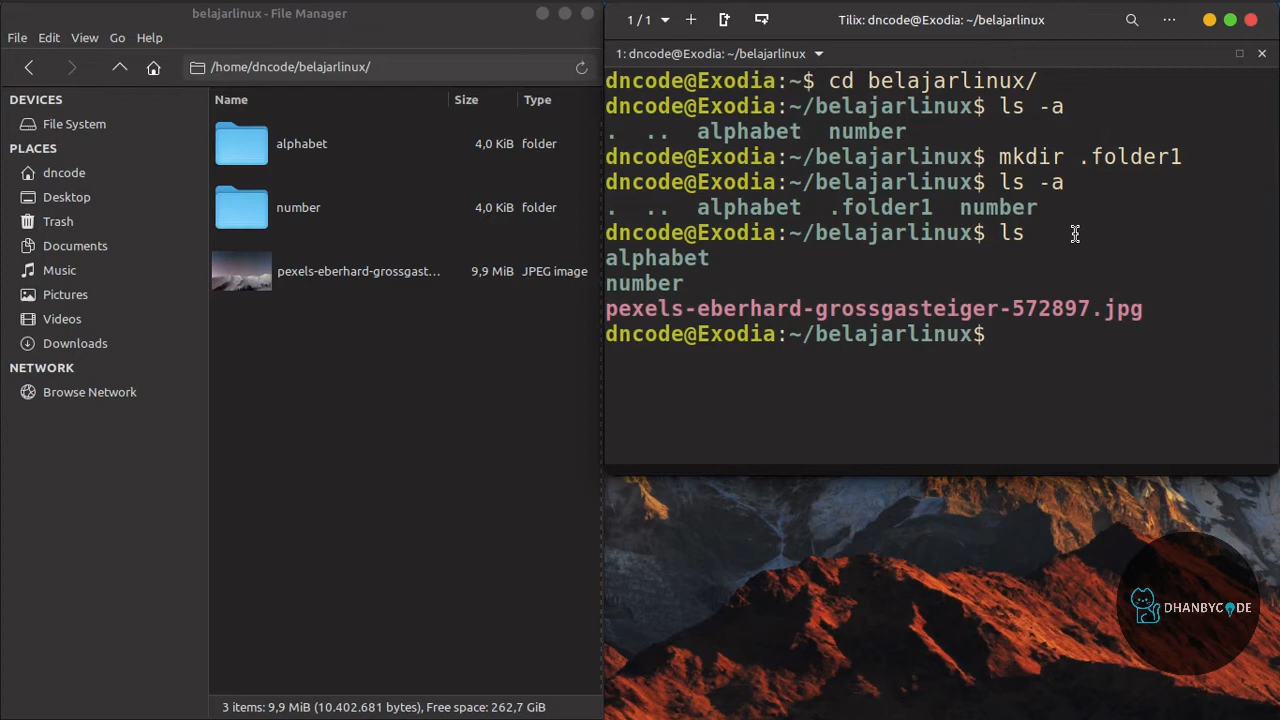 belajarlinux - File Manager
File Edit View Go Help
/home/dncode/belajarlinux/
DEVICES
File System
PLACES
dncode
Desktop
Trash
Documents
Music
Pictures
Videos
Downloads
NETWORK
Browse Network
Name Size Type
alphabet 4,0 KiB folder
number 4,0 KiB folder
pexels-eberhard-grossgast... 9,9 MiB JPEG image
3 items: 9,9 MiB (10.402.681 bytes), Free space: 262,7 GiB
1 / 1 Tilix: dncode@Exodia: ~/belajarlinux
1: dncode@Exodia: ~/belajarlinux
dncode@Exodia:~$ cd belajarlinux/
dncode@Exodia:~/belajarlinux$ ls -a
. .. alphabet number
dncode@Exodia:~/belajarlinux$ mkdir .folder1
dncode@Exodia:~/belajarlinux$ ls -a
. .. alphabet .folder1 number
dncode@Exodia:~/belajarlinux$ ls
alphabet
number
pexels-eberhard-grossgasteiger-572897.jpg
dncode@Exodia:~/belajarlinux$
DHANBYCODE